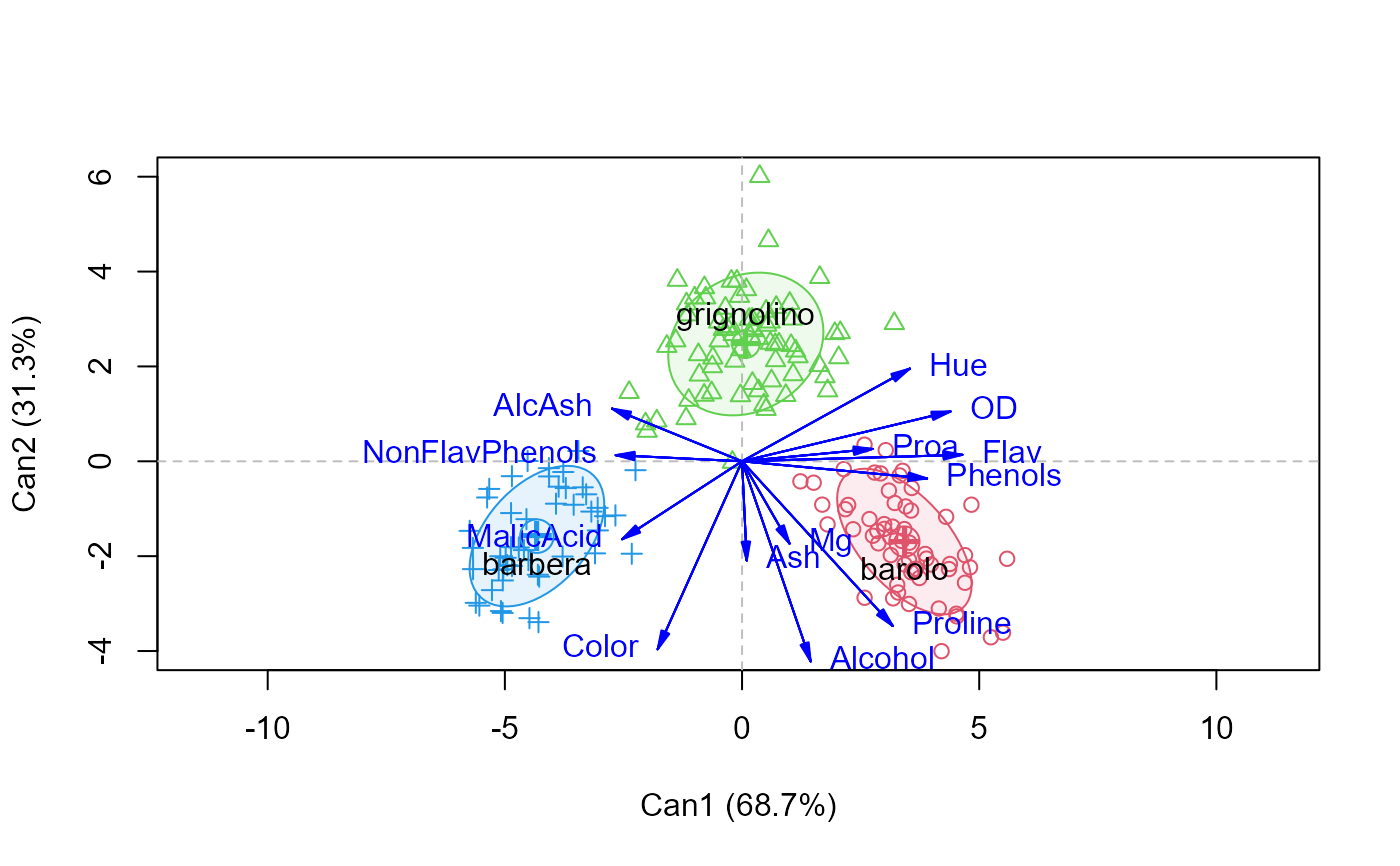 6
4
2
0
-2
-4
Can2 (31.3%)
grignolino
Hue
OD
AlcAsh
Proa
Flav
NonFlavPhenols
Phenols
MalicAcid
Mg
Ash
barbera
barolo
Proline
Color
Alcohol
-10
-5
0
5
10
Can1 (68.7%)